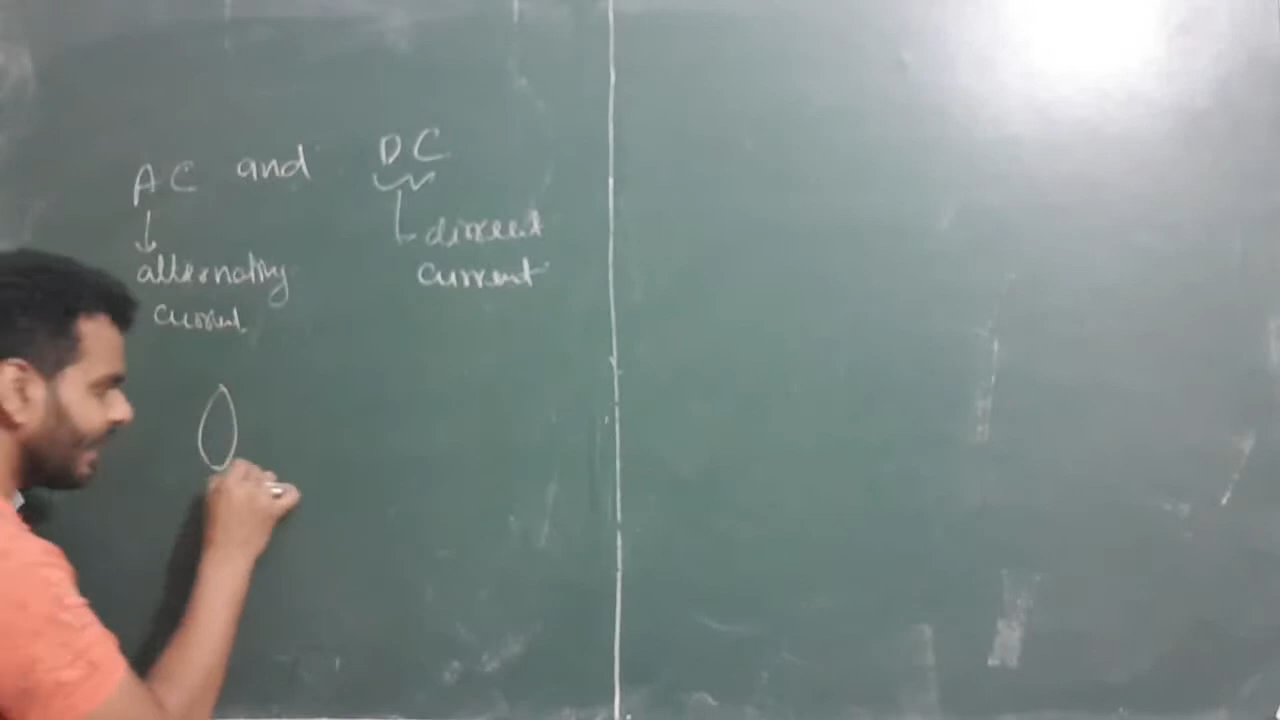 AC and DC
direct
alternating
current
current